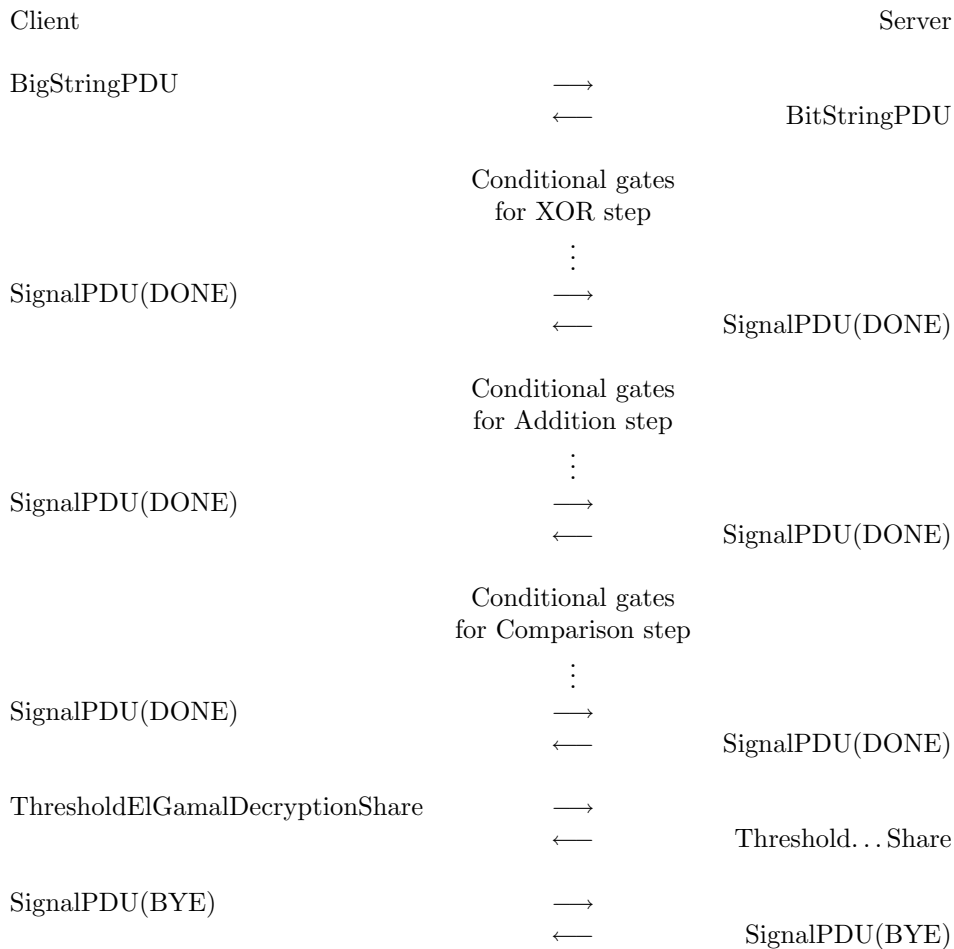 Client Server
BigStringPDU ⟶
⟵ BitStringPDU
Conditional gates
for XOR step
⋮
SignalPDU(DONE) ⟶
⟵ SignalPDU(DONE)
Conditional gates
for Addition step
⋮
SignalPDU(DONE) ⟶
⟵ SignalPDU(DONE)
Conditional gates
for Comparison step
⋮
SignalPDU(DONE) ⟶
⟵ SignalPDU(DONE)
ThresholdElGamalDecryptionShare ⟶
⟵ Threshold...Share
SignalPDU(BYE) ⟶
⟵ SignalPDU(BYE)